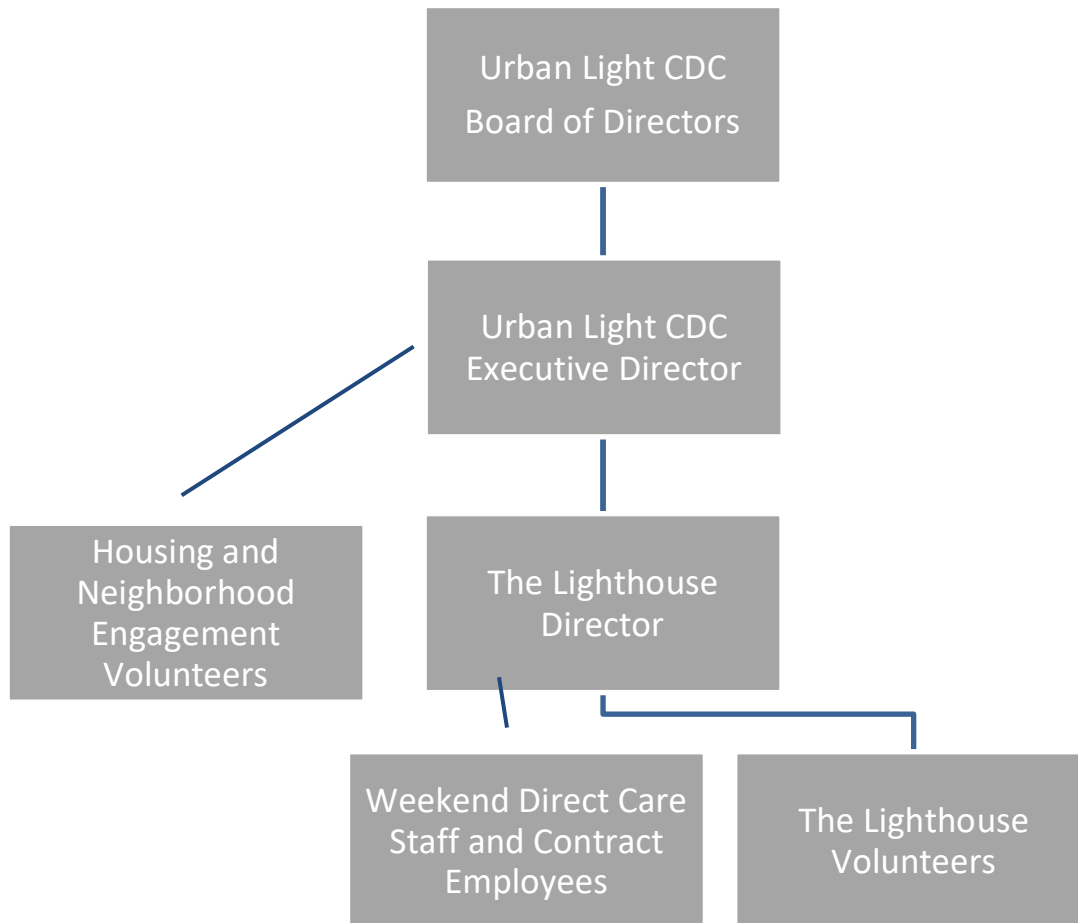 Urban Light CDC
Board of Directors
Urban Light CDC
Executive Director
Housing and
Neighborhood
Engagement
Volunteers
The Lighthouse
Director
Weekend Direct Care
Staff and Contract
Employees
The Lighthouse
Volunteers